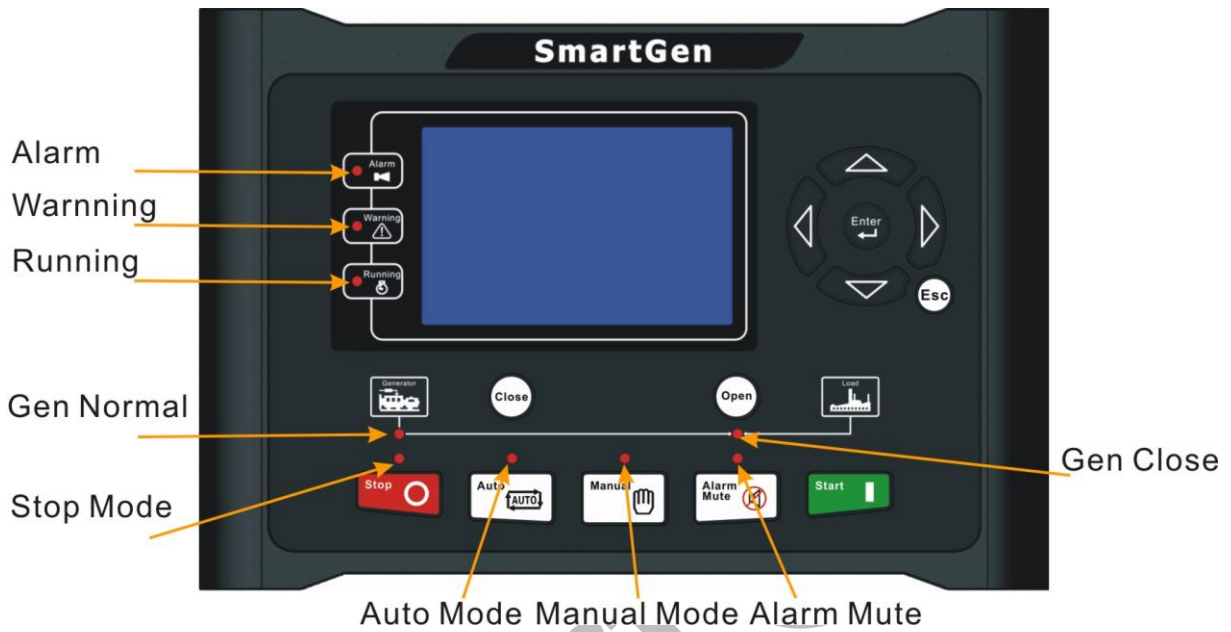 SmartGen
Alarm
Alarm
Warnning
Warning
Running
Running
Enter
Esc
Generator
Close
Open
Load
Gen Normal
Gen Close
Stop Mode
Stop
Auto
AUTO
Manual
Alarm
Mute
Start
Auto Mode Manual Mode Alarm Mute